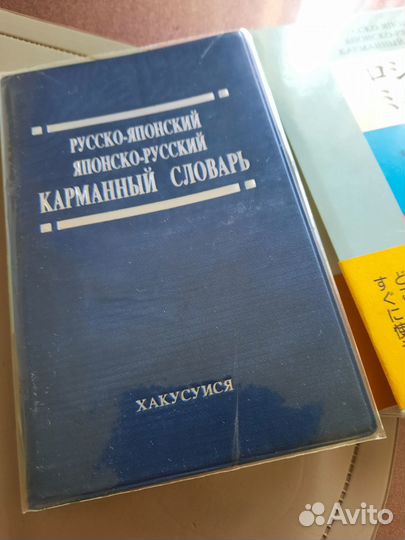 РУССКО-ЯПОНСКИЙ
ЯПОНСКО-РУССКИЙ
КАРМАННЫЙ СЛОВАРЬ
ХАКУСУИСЯ
Avito